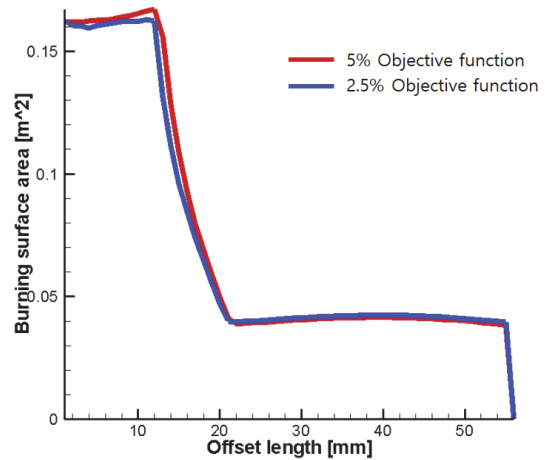 0.15
0.1
0.05
0
Burning surface area [m^2]
5% Objective function
2.5% Objective function
10
20
30
40
50
Offset length [mm]